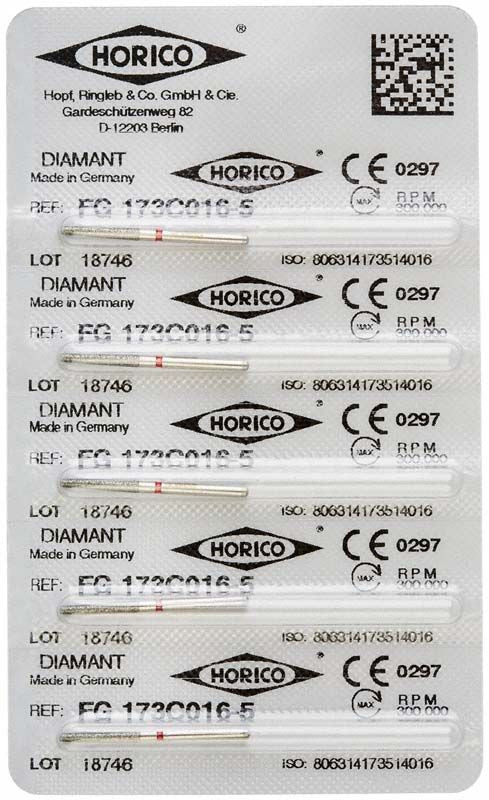 HORICO ®
Hopf, Ringleb & Co. GmbH & Cie.
Gardeschützenweg 82
D-12203 Berlin
DIAMANT HORICO ® CE 0297
Made in Germany
REF: FG 173C016-5 MAX RPM 300.000
LOT 18746 ISO: 806314173514016
DIAMANT HORICO ® CE 0297
Made in Germany
REF: FG 173C016-5 MAX RPM 300.000
LOT 18746 ISO: 806314173514016
DIAMANT HORICO ® CE 0297
Made in Germany
REF: FG 173C016-5 MAX RPM 300.000
LOT 18746 ISO: 806314173514016
DIAMANT HORICO ® CE 0297
Made in Germany
REF: FG 173C016-5 MAX RPM 300.000
LOT 18746 ISO: 806314173514016
DIAMANT HORICO ® CE 0297
Made in Germany
REF: FG 173C016-5 MAX RPM 300.000
LOT 18746 ISO: 806314173514016